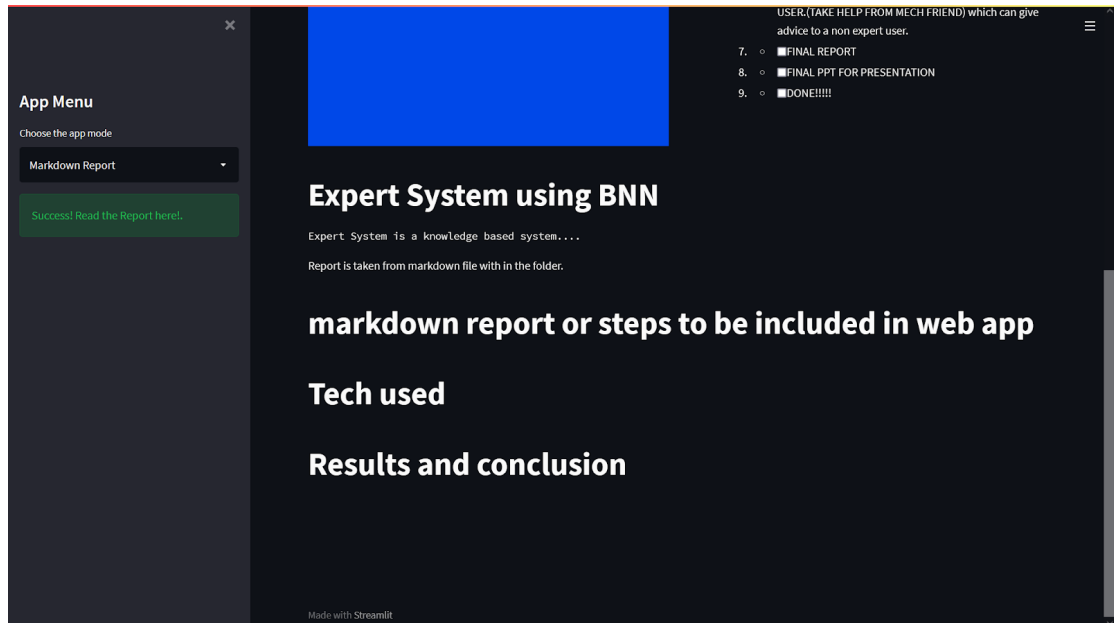 ×
App Menu
Choose the app mode
Markdown Report
Success! Read the Report here!.
USER.(TAKE HELP FROM MECH FRIEND) which can give
advice to a non expert user.
7. ○ FINAL REPORT
8. ○ FINAL PPT FOR PRESENTATION
9. ○ DONE!!!!!
Expert System using BNN
Expert System is a knowledge based system....
Report is taken from markdown file with in the folder.
markdown report or steps to be included in web app
Tech used
Results and conclusion
Made with Streamlit